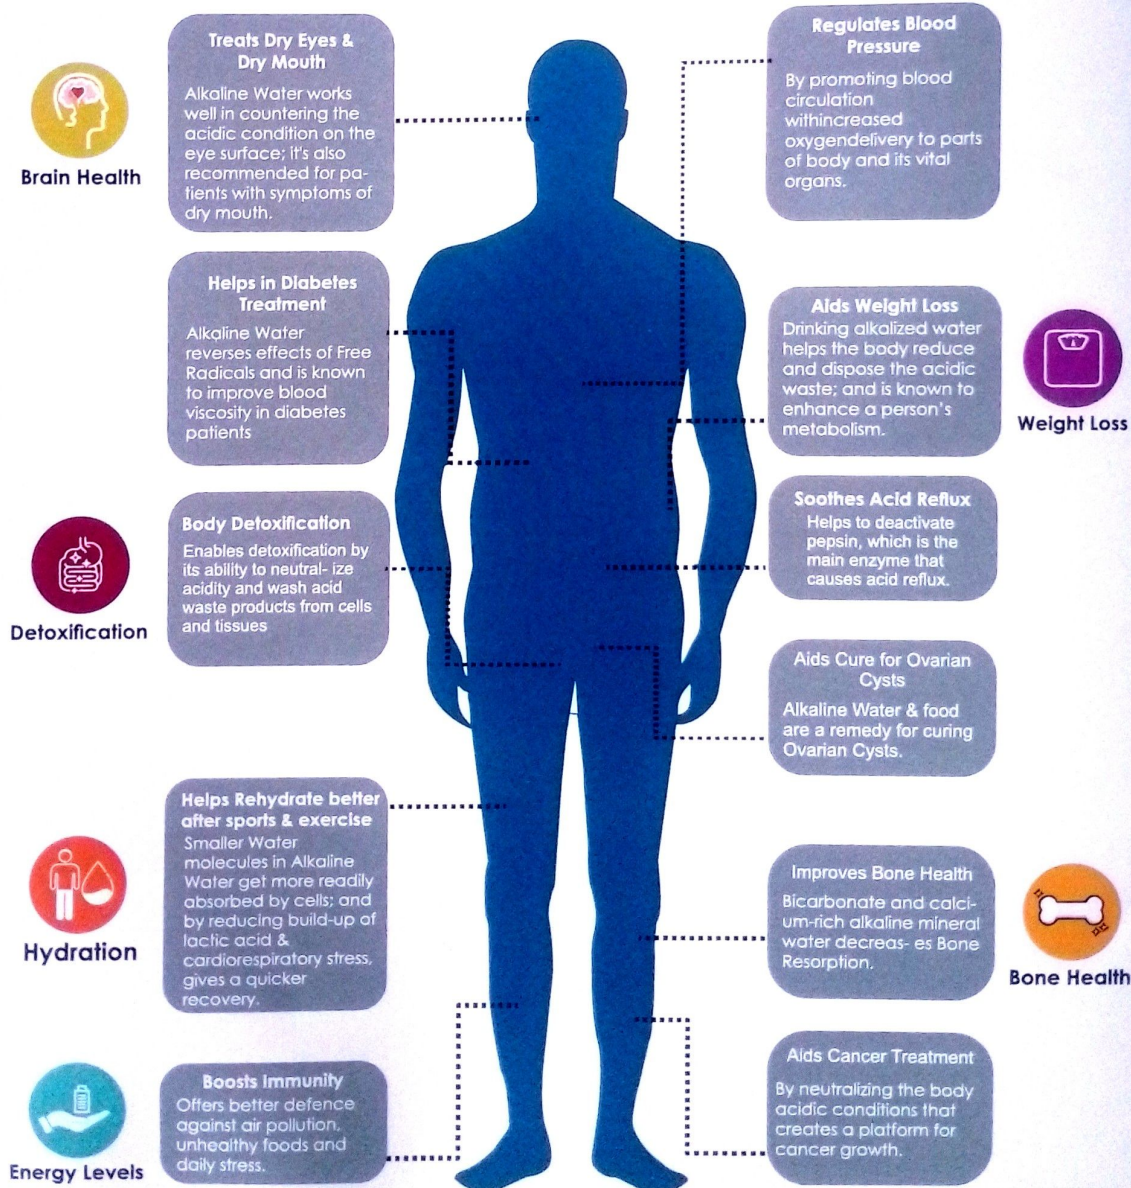 Treats Dry Eyes &
Dry Mouth
Alkaline Water works
well in countering the
acidic condition on the
eye surface; it's also
recommended for pa-
tients with symptoms of
dry mouth.
Brain Health
Regulates Blood
Pressure
By promoting blood
circulation
withincreased
oxygendelivery to parts
of body and its vital
organs.
Helps in Diabetes
Treatment
Alkaline Water
reverses effects of Free
Radicals and is known
to improve blood
viscosity in diabetes
patients
Aids Weight Loss
Drinking alkalized water
helps the body reduce
and dispose the acidic
waste; and is known to
enhance a person's
metabolism.
Weight Loss
Body Detoxification
Enables detoxification by
its ability to neutral- ize
acidity and wash acid
waste products from cells
and tissues
Detoxification
Soothes Acid Reflux
Helps to deactivate
pepsin, which is the
main enzyme that
causes acid reflux.
Aids Cure for Ovarian
Cysts
Alkaline Water & food
are a remedy for curing
Ovarian Cysts.
Helps Rehydrate better
after sports & exercise
Smaller Water
molecules in Alkaline
Water get more readily
absorbed by cells; and
by reducing build-up of
lactic acid &
cardiorespiratory stress,
gives a quicker
recovery.
Hydration
Improves Bone Health
Bicarbonate and calci-
um-rich alkaline mineral
water decreas- es Bone
Resorption.
Bone Health
Boosts Immunity
Offers better defence
against air pollution,
unhealthy foods and
daily stress.
Energy Levels
Aids Cancer Treatment
By neutralizing the body
acidic conditions that
creates a platform for
cancer growth.